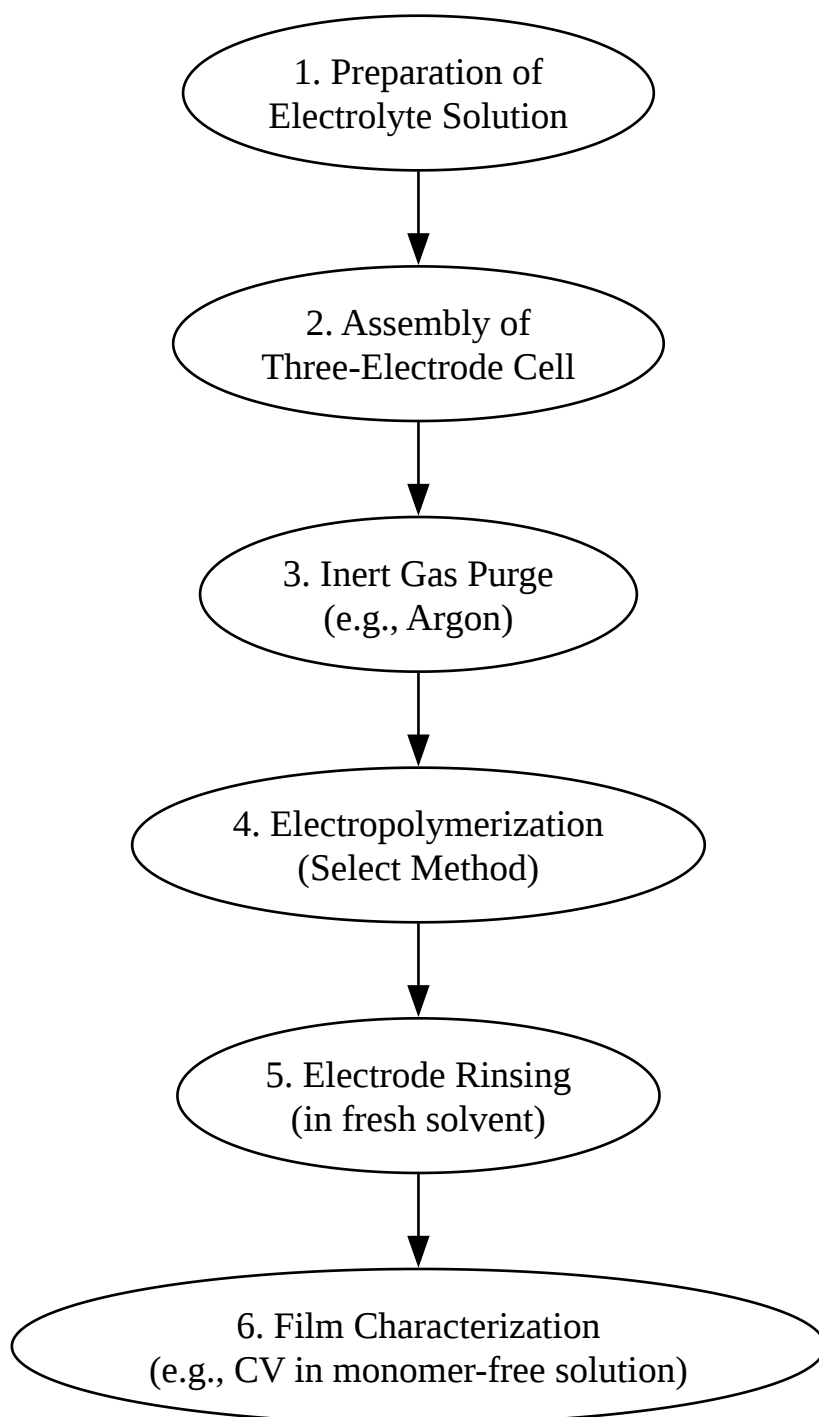 1. Preparation of
Electrolyte Solution
2. Assembly of
Three-Electrode Cell
3. Inert Gas Purge
(e.g., Argon)
4. Electropolymerization
(Select Method)
5. Electrode Rinsing
(in fresh solvent)
6. Film Characterization
(e.g., CV in monomer-free solution)